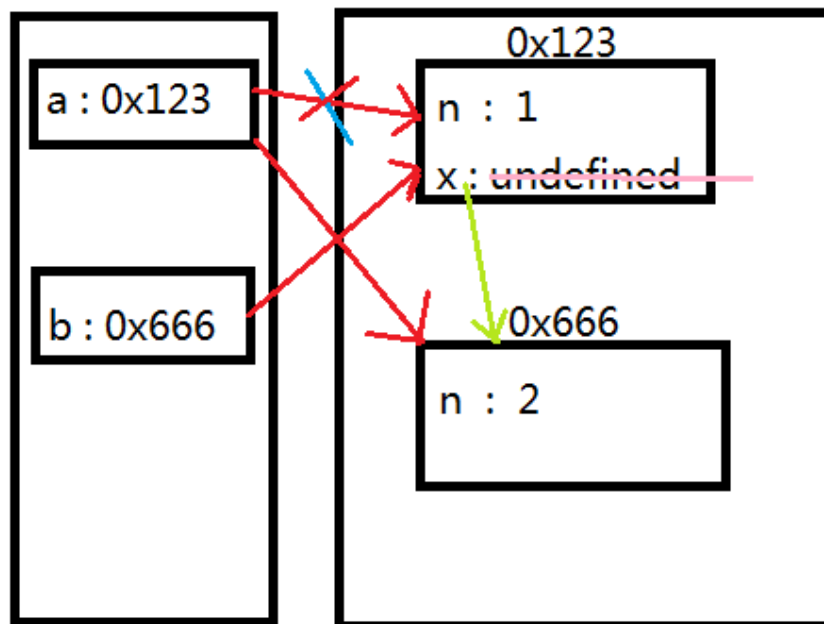 a : 0x123
b : 0x666
0x123
n : 1
x : undefined
0x666
n : 2